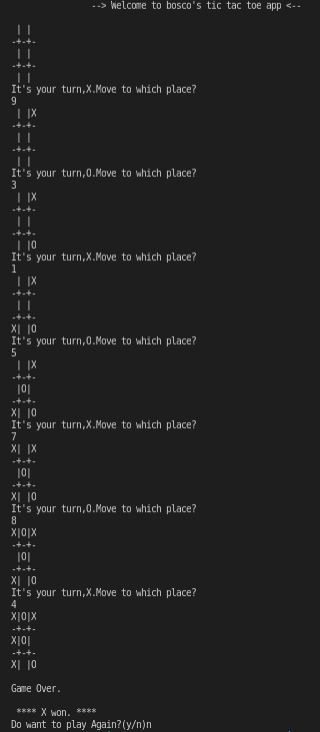 --> Welcome to bosco's tic tac toe app <--
 | |
-+-+-
 | |
-+-+-
 | |
It's your turn,X.Move to which place?
9
 | |X
-+-+-
 | |
-+-+-
 | |
It's your turn,O.Move to which place?
3
 | |X
-+-+-
 | |
-+-+-
 | |O
It's your turn,X.Move to which place?
1
 | |X
-+-+-
 | |
-+-+-
X| |O
It's your turn,O.Move to which place?
5
 | |X
-+-+-
 |O|
-+-+-
X| |O
It's your turn,X.Move to which place?
7
X| |X
-+-+-
 |O|
-+-+-
X| |O
It's your turn,O.Move to which place?
8
X|O|X
-+-+-
 |O|
-+-+-
X| |O
It's your turn,X.Move to which place?
4
X|O|X
-+-+-
X|O|
-+-+-
X| |O
Game Over.
**** X won. ****
Do want to play Again?(y/n)n